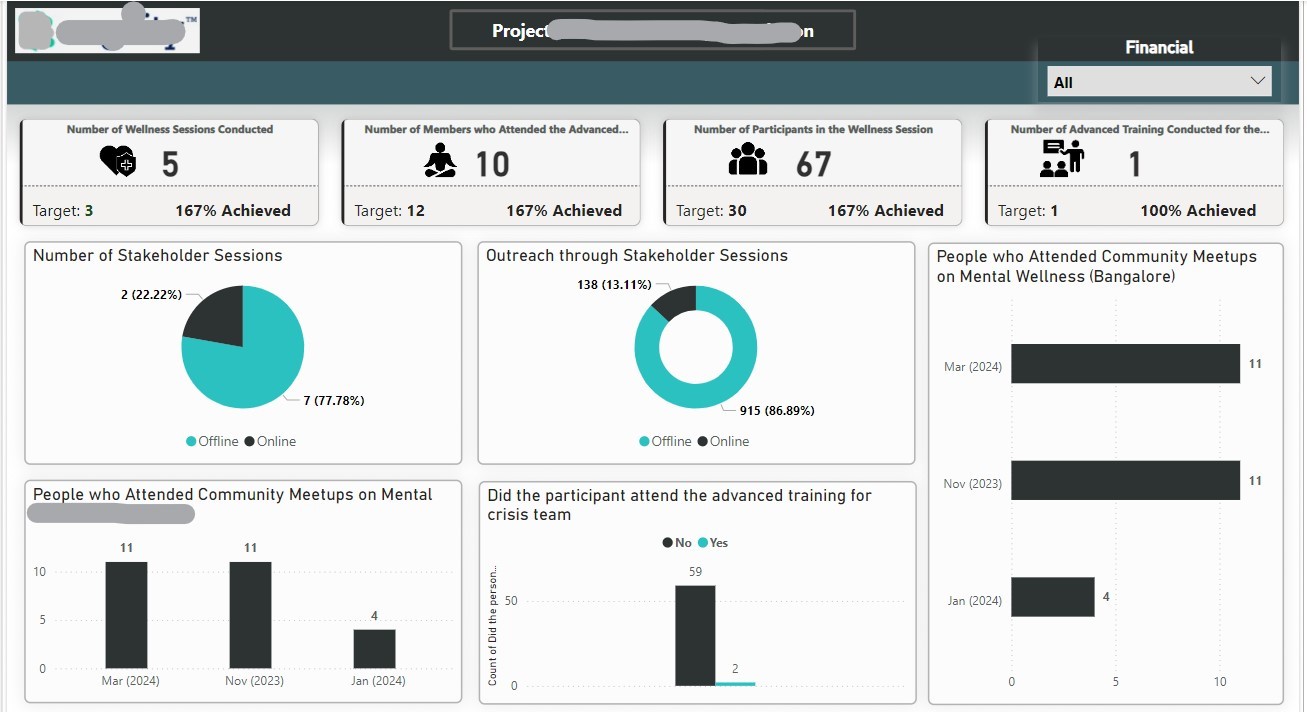 TM
Project
Financial
All
Number of Wellness Sessions Conducted
5
Target: 3 167% Achieved
Number of Members who Attended the Advanced...
10
Target: 12 167% Achieved
Number of Participants in the Wellness Session
67
Target: 30 167% Achieved
Number of Advanced Training Conducted for the...
1
Target: 1 100% Achieved
Number of Stakeholder Sessions
2 (22.22%)
7 (77.78%)
Offline Online
Outreach through Stakeholder Sessions
138 (13.11%)
915 (86.89%)
Offline Online
People who Attended Community Meetups
on Mental Wellness (Bangalore)
Mar (2024) 11
Nov (2023) 11
Jan (2024) 4
0 5 10
People who Attended Community Meetups on Mental
11 11 4
10
5
0
Mar (2024) Nov (2023) Jan (2024)
Did the participant attend the advanced training for
crisis team
No Yes
Count of Did the person...
59
50
2
0